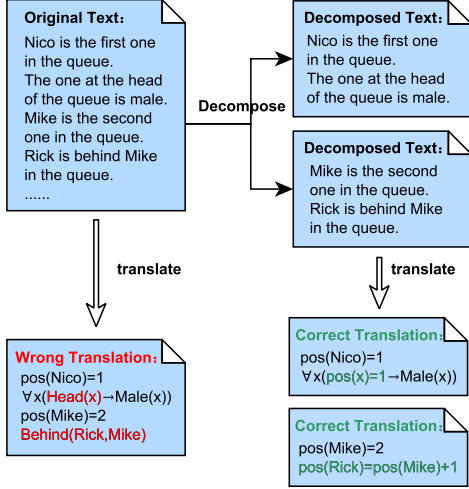 Original Text：
Nico is the first one
in the queue.
The one at the head
of the queue is male.
Mike is the second
one in the queue.
Rick is behind Mike
in the queue.
......
Decompose
Decomposed Text：
Nico is the first one
in the queue.
The one at the head
of the queue is male.
Decomposed Text：
Mike is the second
one in the queue.
Rick is behind Mike
in the queue.
translate
translate
Wrong Translation：
pos(Nico)=1
∀x(Head(x)→Male(x))
pos(Mike)=2
Behind(Rick,Mike)
Correct Translation：
pos(Nico)=1
∀x(pos(x)=1→Male(x))
Correct Translation：
pos(Mike)=2
pos(Rick)=pos(Mike)+1